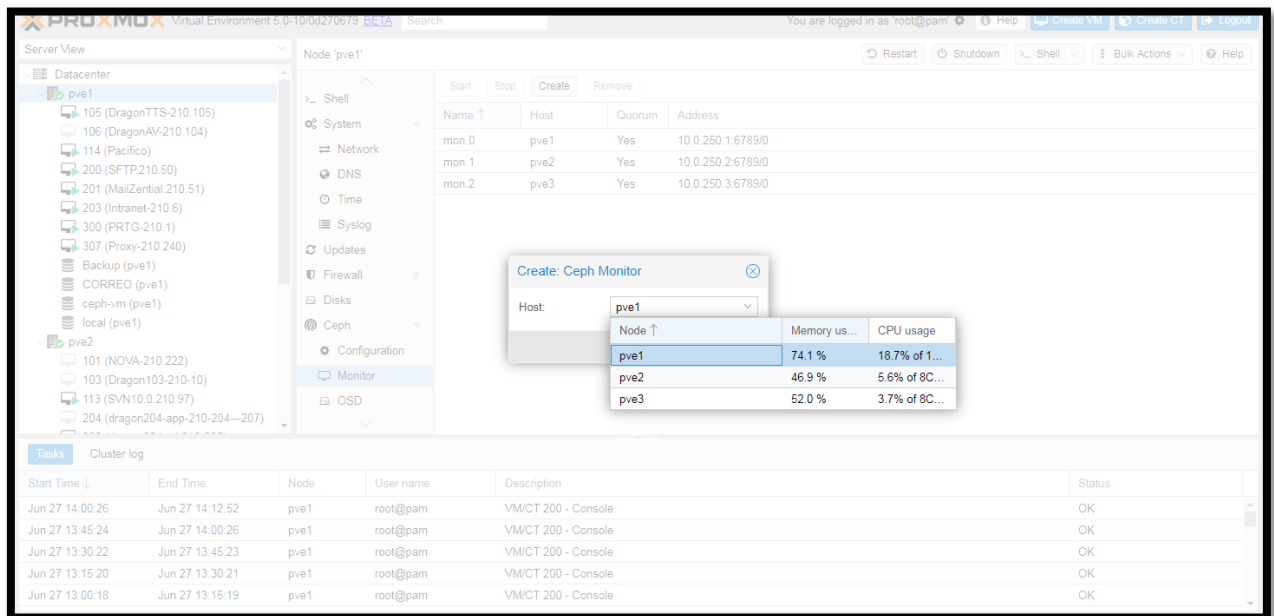 PROXMOX Virtual Environment 5.0-10/0d270679 BETA Search You are logged in as 'root@pam' Help Create VM Create CT Logout
Server View
Node 'pve1' Restart Shutdown >_ Shell Bulk Actions Help
Datacenter
pve1
105 (DragonTTS-210.105)
106 (DragonAV-210.104)
114 (Pacifico)
200 (SFTP.210.50)
201 (MailZential.210.51)
203 (Intranet-210.6)
300 (PRTG-210.1)
307 (Proxy-210.240)
Backup (pve1)
CORREO (pve1)
ceph-vm (pve1)
local (pve1)
pve2
101 (NOVA-210.222)
103 (Dragon103-210-10)
113 (SVN10.0.210.97)
204 (dragon204-app-210-204---207)
>_ Shell
System
Network
DNS
Time
Syslog
Updates
Firewall
Disks
Ceph
Configuration
Monitor
OSD
Start Stop Create Remove
Name ↑ Host Quorum Address
mon.0 pve1 Yes 10.0.250.1:6789/0
mon.1 pve2 Yes 10.0.250.2:6789/0
mon.2 pve3 Yes 10.0.250.3:6789/0
Create: Ceph Monitor
Host: pve1
Node ↑ Memory us... CPU usage
pve1 74.1 % 18.7% of 1...
pve2 46.9 % 5.6% of 8C...
pve3 52.0 % 3.7% of 8C...
Tasks Cluster log
Start Time ↓ End Time Node User name Description Status
Jun 27 14:00:26 Jun 27 14:12:52 pve1 root@pam VM/CT 200 - Console OK
Jun 27 13:45:24 Jun 27 14:00:26 pve1 root@pam VM/CT 200 - Console OK
Jun 27 13:30:22 Jun 27 13:45:23 pve1 root@pam VM/CT 200 - Console OK
Jun 27 13:15:20 Jun 27 13:30:21 pve1 root@pam VM/CT 200 - Console OK
Jun 27 13:00:18 Jun 27 13:15:19 pve1 root@pam VM/CT 200 - Console OK